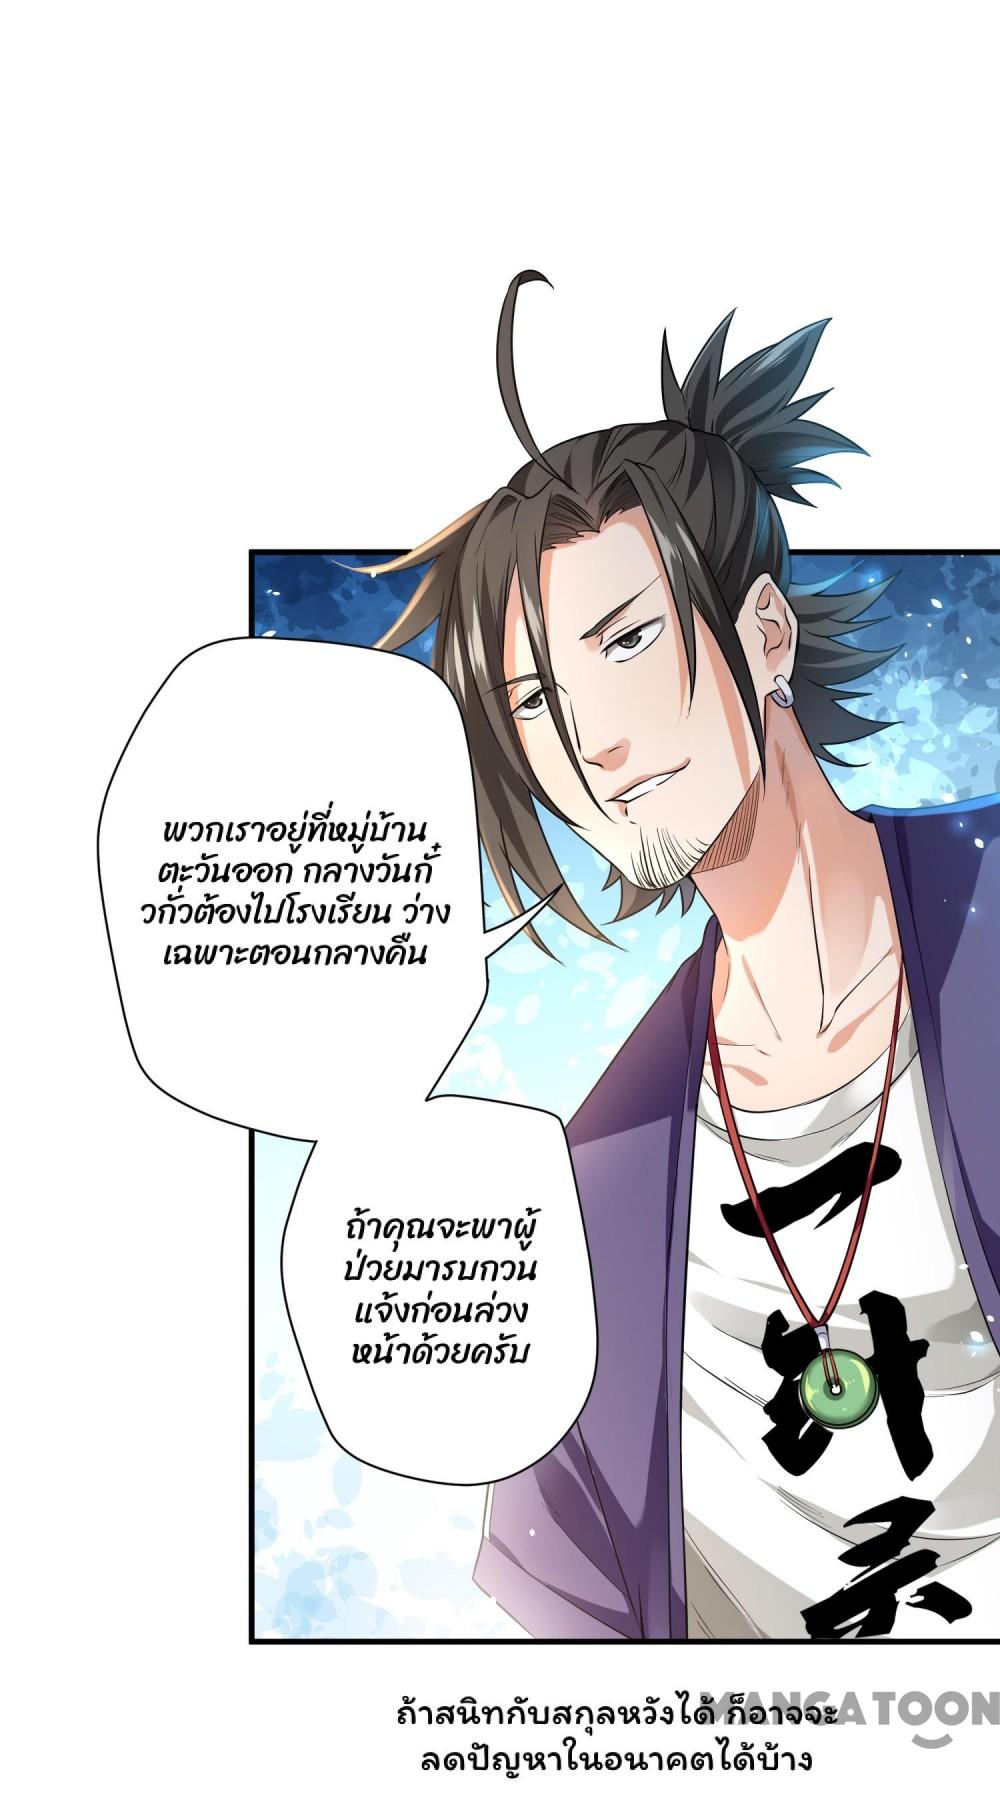 พวกเราอยู่ที่หมู่บ้าน
ตะวันออก กลางวันกั๋
วกั่วต้องไปโรงเรียน ว่าง
เฉพาะตอนกลางคืน
ถ้าคุณจะพาผู้
ป่วยมารบกวน
แจ้งก่อนล่วง
หน้าด้วยครับ
ถ้าสนิทกับสกุลหวังได้ ก็อาจจะ
ลดปัญหาในอนาคตได้บ้าง
MANGATOON